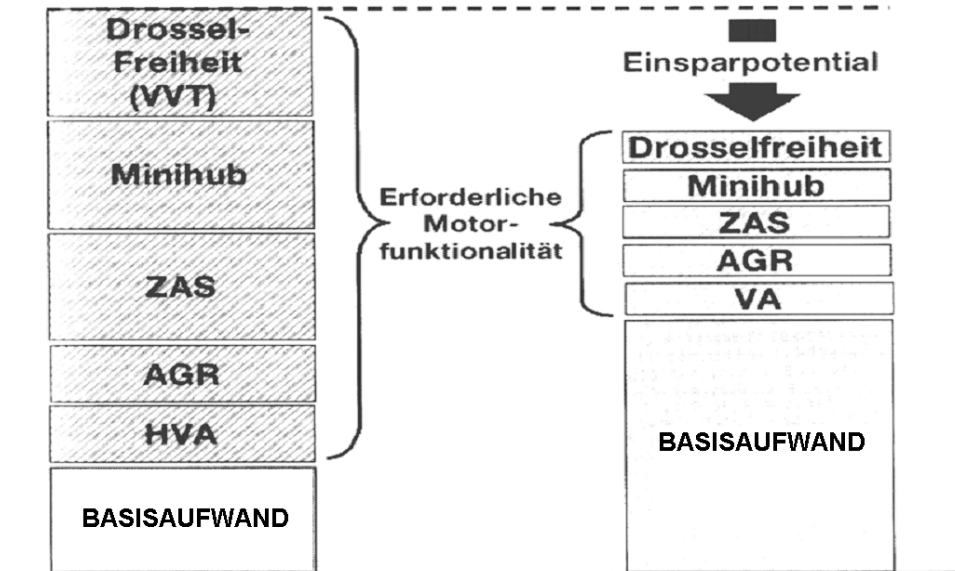 Drossel-
Freiheit
(VVT)
Minihub
ZAS
AGR
HVA
BASISAUFWAND
Erforderliche
Motor-
funktionalität
Einsparpotential
Drosselfreiheit
Minihub
ZAS
AGR
VA
BASISAUFWAND